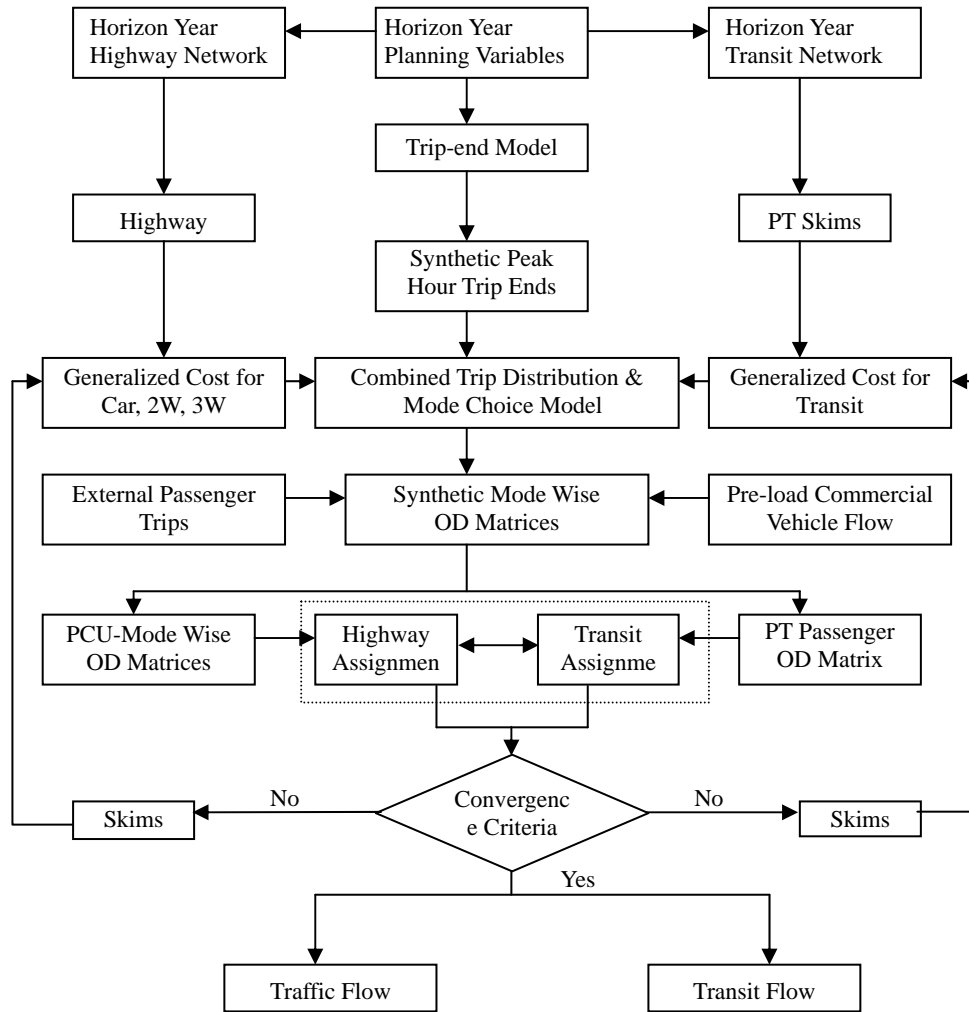 Horizon Year
Highway Network
Horizon Year
Planning Variables
Horizon Year
Transit Network
Trip-end Model
Highway
PT Skims
Synthetic Peak
Hour Trip Ends
Generalized Cost for
Car, 2W, 3W
Combined Trip Distribution &
Mode Choice Model
Generalized Cost for
Transit
External Passenger
Trips
Synthetic Mode Wise
OD Matrices
Pre-load Commercial
Vehicle Flow
PCU-Mode Wise
OD Matrices
Highway
Assignmen
Transit
Assignme
PT Passenger
OD Matrix
Skims
No
Convergenc
e Criteria
No
Skims
Yes
Traffic Flow
Transit Flow